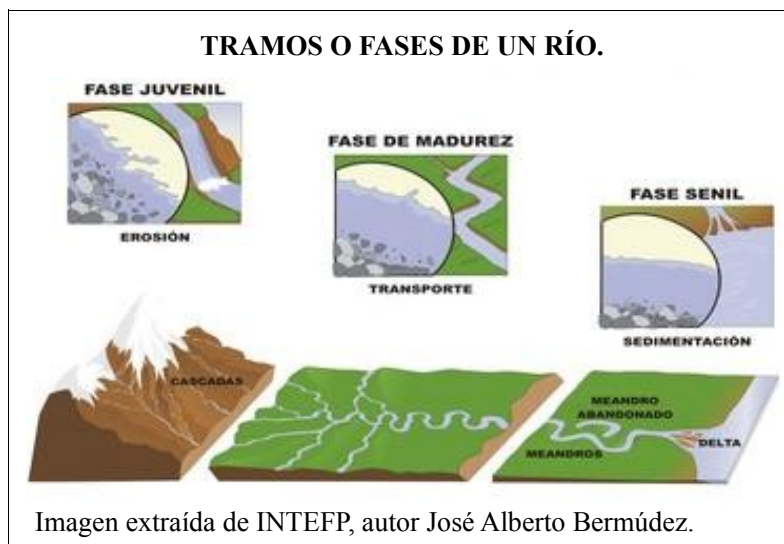 TRAMOS O FASES DE UN RÍO.
FASE JUVENIL
EROSIÓN
FASE DE MADUREZ
TRANSPORTE
FASE SENIL
SEDIMENTACIÓN
CASCADAS
MEANDRO
ABANDONADO
MEANDROS
DELTA
Imagen extraída de INTEFP, autor José Alberto Bermúdez.